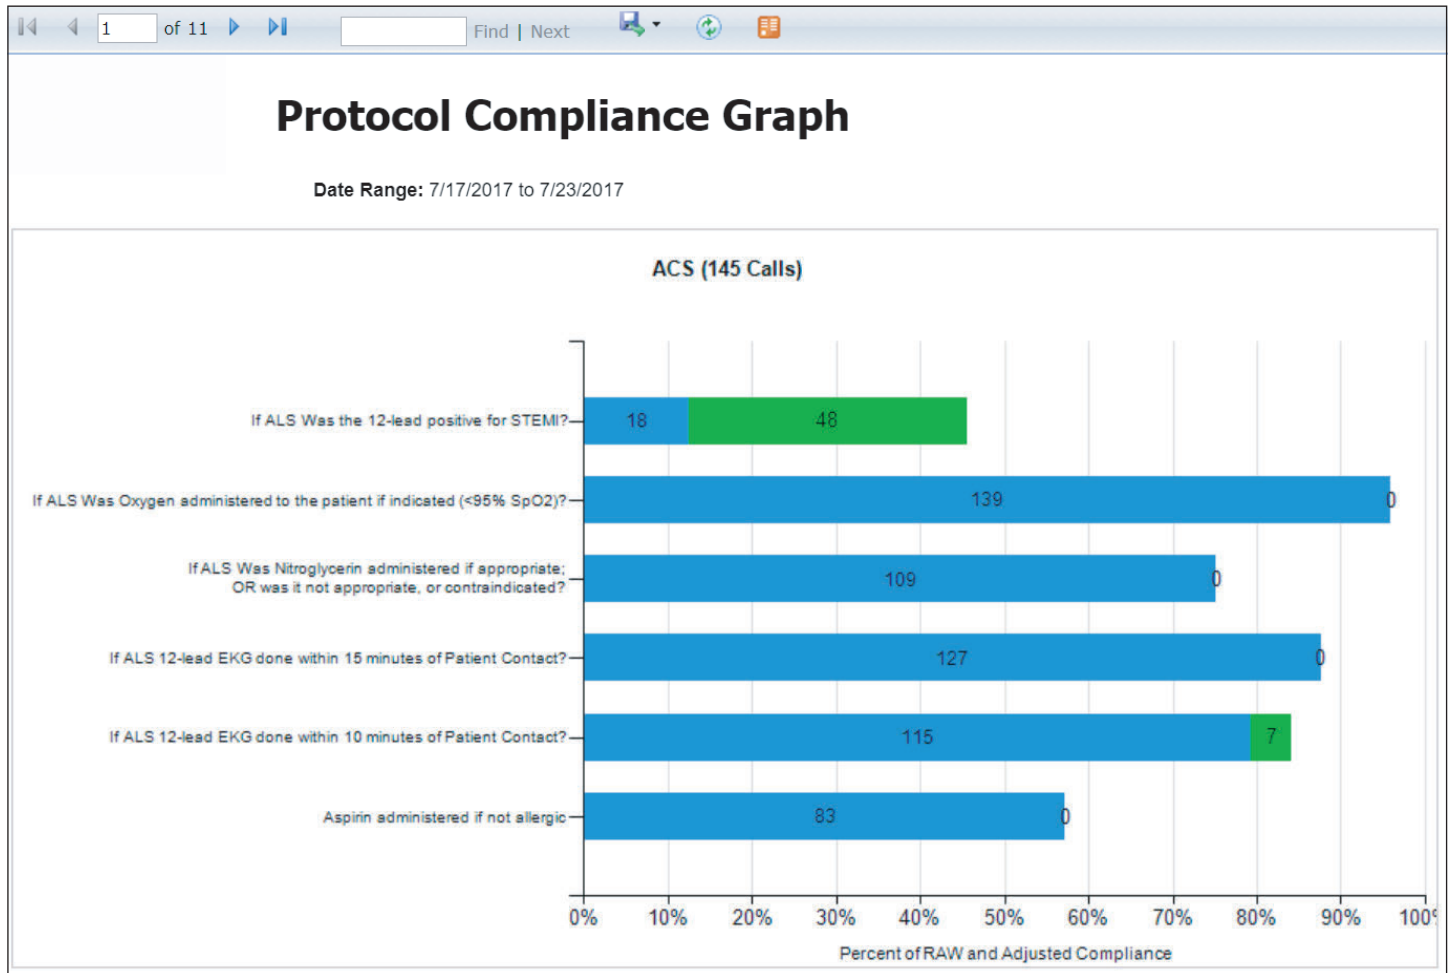 1 of 11 Find | Next
Protocol Compliance Graph
Date Range: 7/17/2017 to 7/23/2017
ACS (145 Calls)
If ALS Was the 12-lead positive for STEMI? 18 48
If ALS Was Oxygen administered to the patient if indicated (<95% SpO2)? 139 0
If ALS Was Nitroglycerin administered if appropriate;
OR was it not appropriate, or contraindicated? 109 0
If ALS 12-lead EKG done within 15 minutes of Patient Contact? 127 0
If ALS 12-lead EKG done within 10 minutes of Patient Contact? 115 7
Aspirin administered if not allergic 83 0
0% 10% 20% 30% 40% 50% 60% 70% 80% 90% 100%
Percent of RAW and Adjusted Compliance